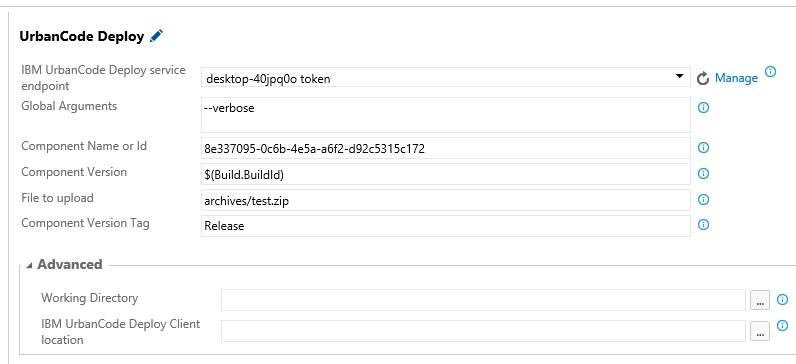 UrbanCode Deploy
IBM UrbanCode Deploy service
endpoint
desktop-40jpq0o token
Manage
Global Arguments
--verbose
Component Name or Id
8e337095-0c6b-4e5a-a6f2-d92c5315c172
Component Version
$(Build.BuildId)
File to upload
archives/test.zip
Component Version Tag
Release
Advanced
Working Directory
...
IBM UrbanCode Deploy Client
location
...